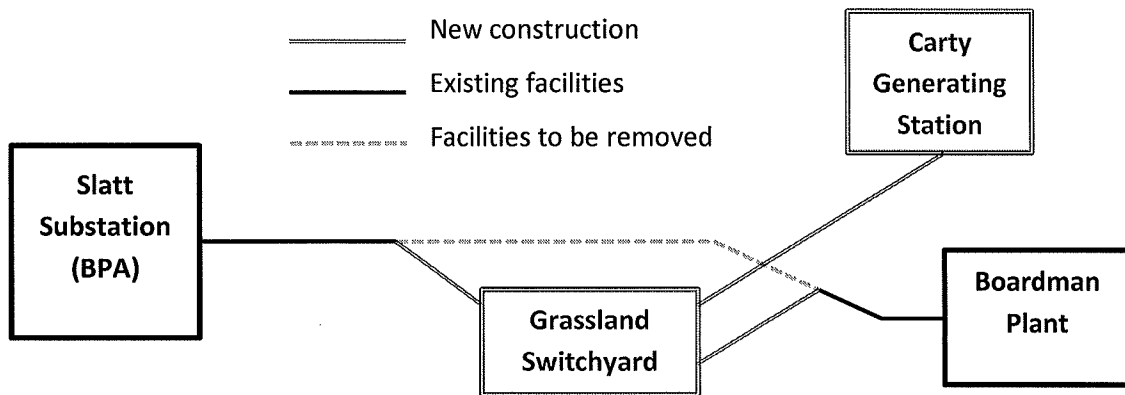 New construction
Existing facilities
Facilities to be removed
Carty
Generating
Station
Slatt
Substation
(BPA)
Grassland
Switchyard
Boardman
Plant